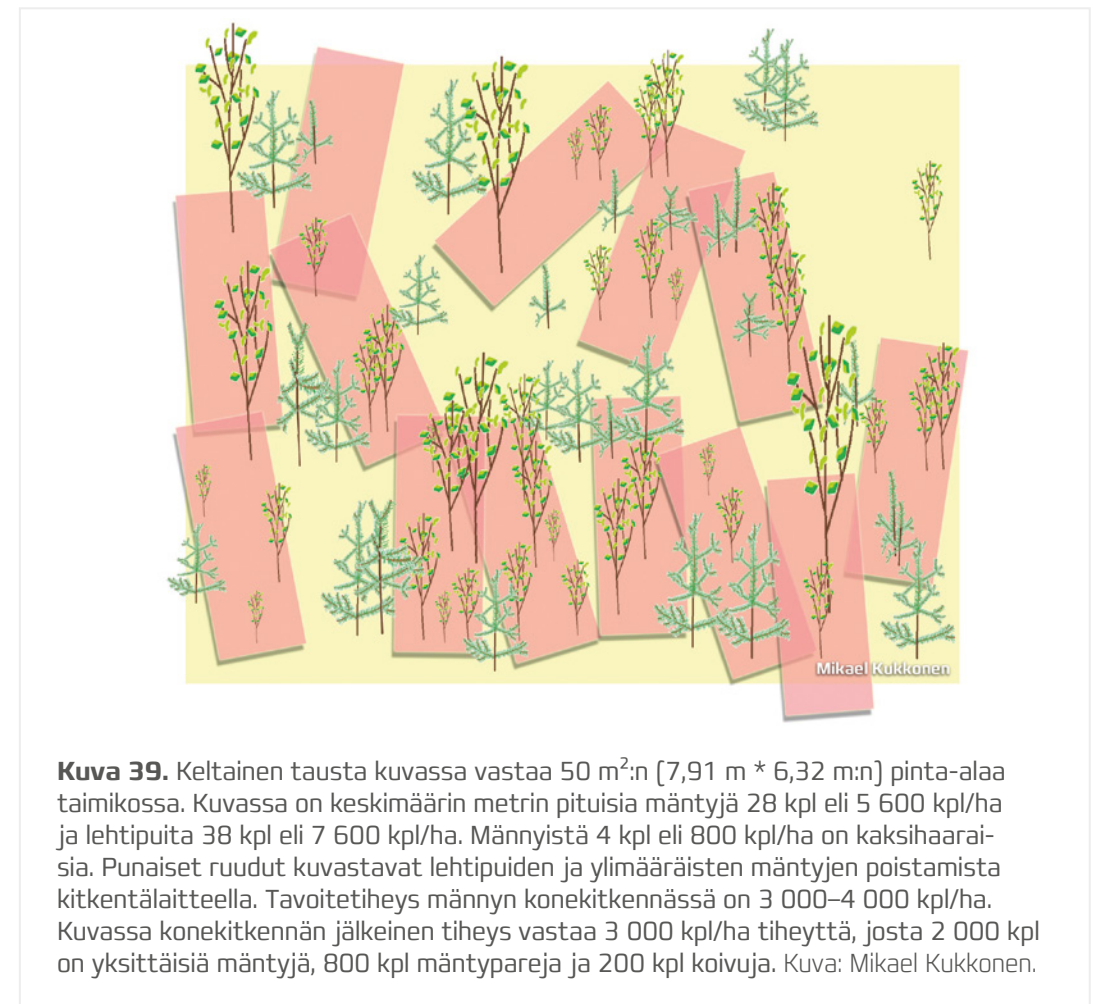 Mikael Kukkonen
Kuva 39. Keltainen tausta kuvassa vastaa 50 m²:n (7,91 m * 6,32 m:n) pinta-alaa
taimikossa. Kuvassa on keskimäärin metrin pituisia mäntyjä 28 kpl eli 5 600 kpl/ha
ja lehtipuita 38 kpl eli 7 600 kpl/ha. Männyistä 4 kpl eli 800 kpl/ha on kaksihaarai-
sia. Punaiset ruudut kuvastavat lehtipuiden ja ylimääräisten mäntyjen poistamista
kitkentälaitteella. Tavoitetiheys männyn konekitkennässä on 3 000–4 000 kpl/ha.
Kuvassa konekitkennän jälkeinen tiheys vastaa 3 000 kpl/ha tiheyttä, josta 2 000 kpl
on yksittäisiä mäntyjä, 800 kpl mäntypareja ja 200 kpl koivuja. Kuva: Mikael Kukkonen.